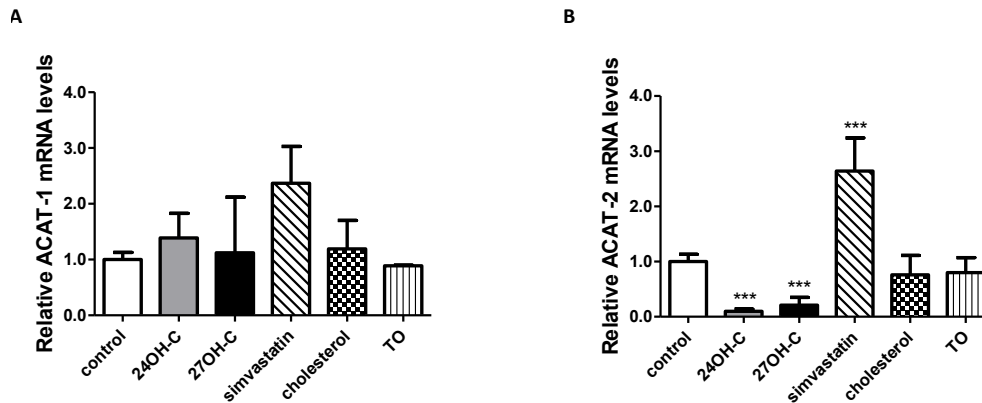 A
Relative ACAT-1 mRNA levels
4.0
3.0
2.0
1.0
0.0
control
24OH-C
27OH-C
simvastatin
cholesterol
TO
B
Relative ACAT-2 mRNA levels
4.0
3.0
2.0
1.0
0.0
***
***
***
control
24OH-C
27OH-C
simvastatin
cholesterol
TO